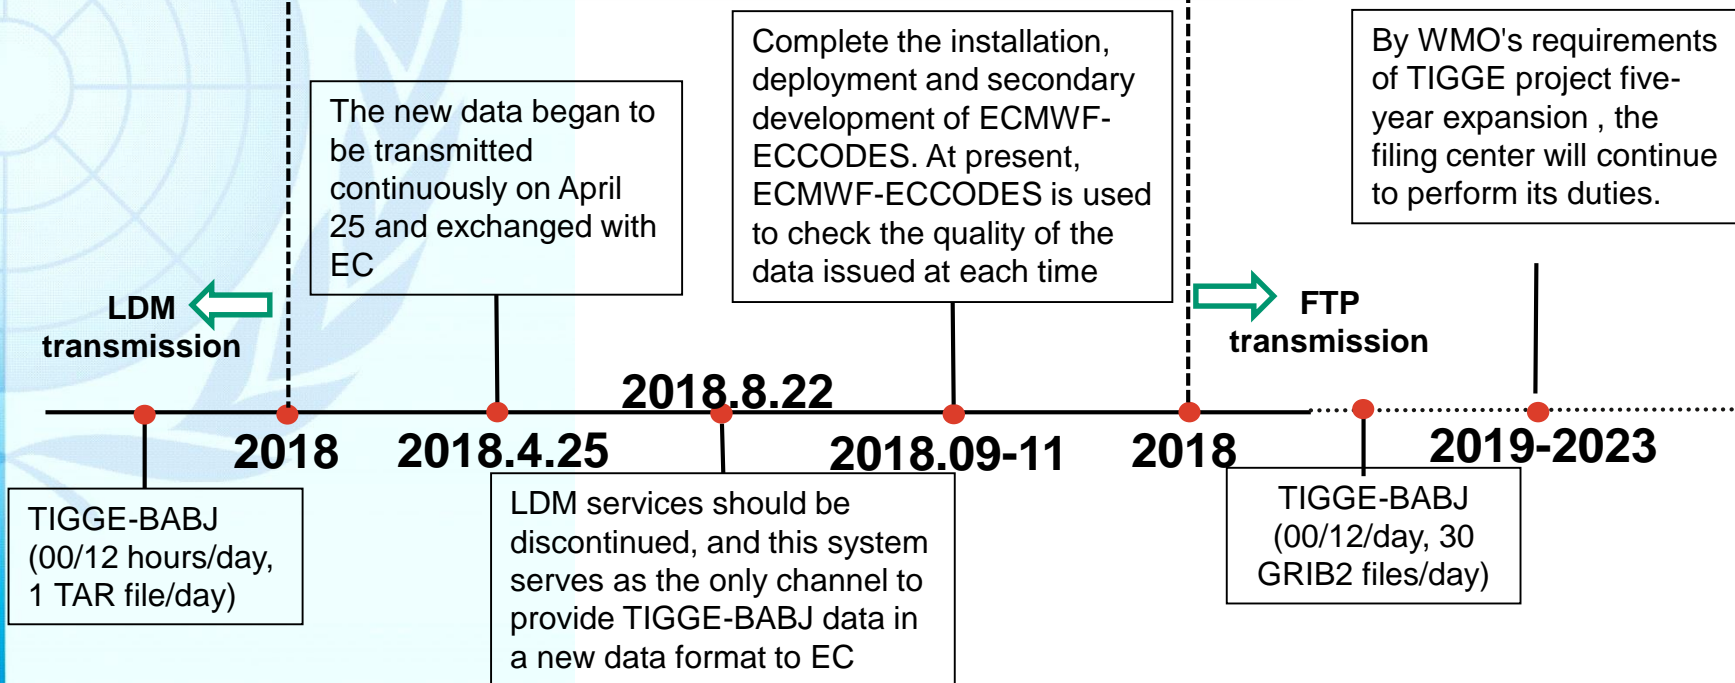 The new data began to
be transmitted
continuously on April
25 and exchanged with
EC
Complete the installation,
deployment and secondary
development of ECMWF-
ECCODES. At present,
ECMWF-ECCODES is used
to check the quality of the
data issued at each time
By WMO's requirements
of TIGGE project five-
year expansion , the
filing center will continue
to perform its duties.
LDM
transmission
FTP
transmission
2018
2018.4.25
2018.8.22
2018.09-11
2018
2019-2023
TIGGE-BABJ
(00/12 hours/day,
1 TAR file/day)
LDM services should be
discontinued, and this system
serves as the only channel to
provide TIGGE-BABJ data in
a new data format to EC
TIGGE-BABJ
(00/12/day, 30
GRIB2 files/day)